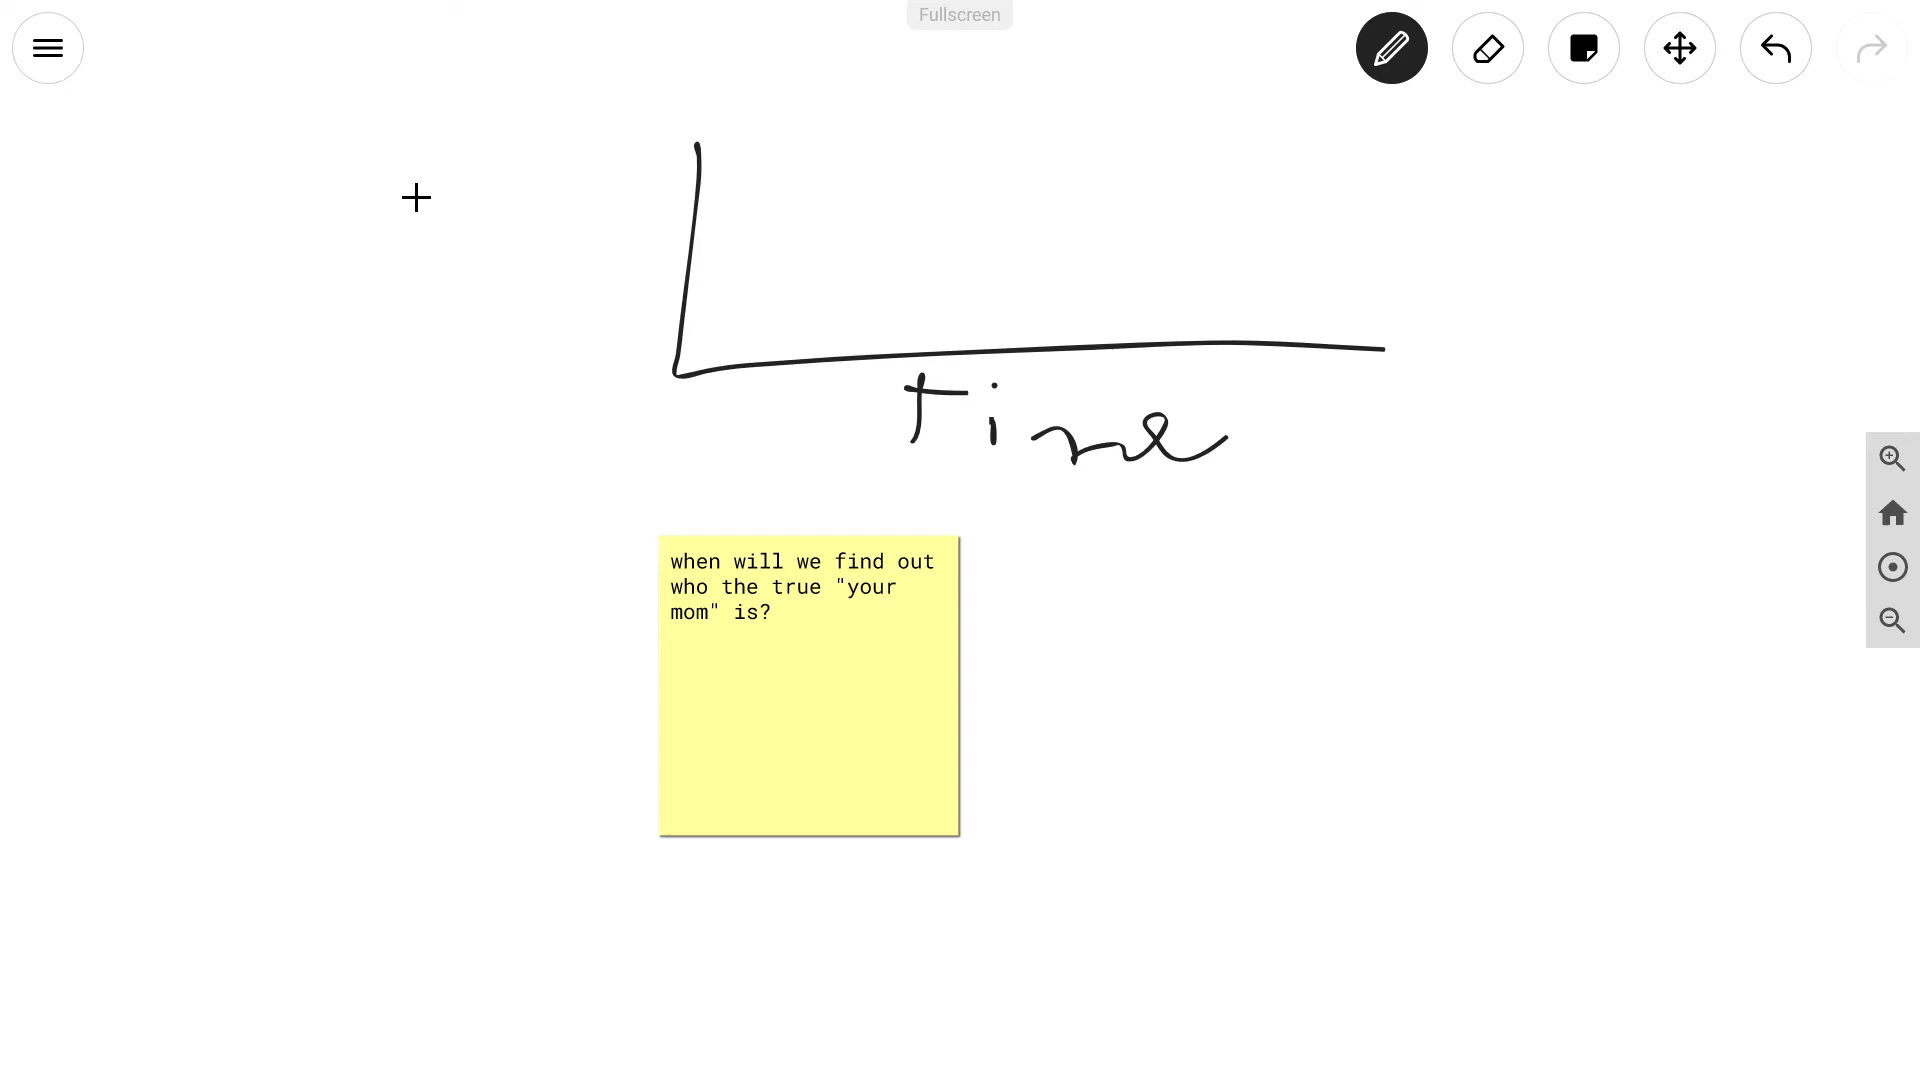 Fullscreen
time
when will we find out
who the true "your
mom" is?